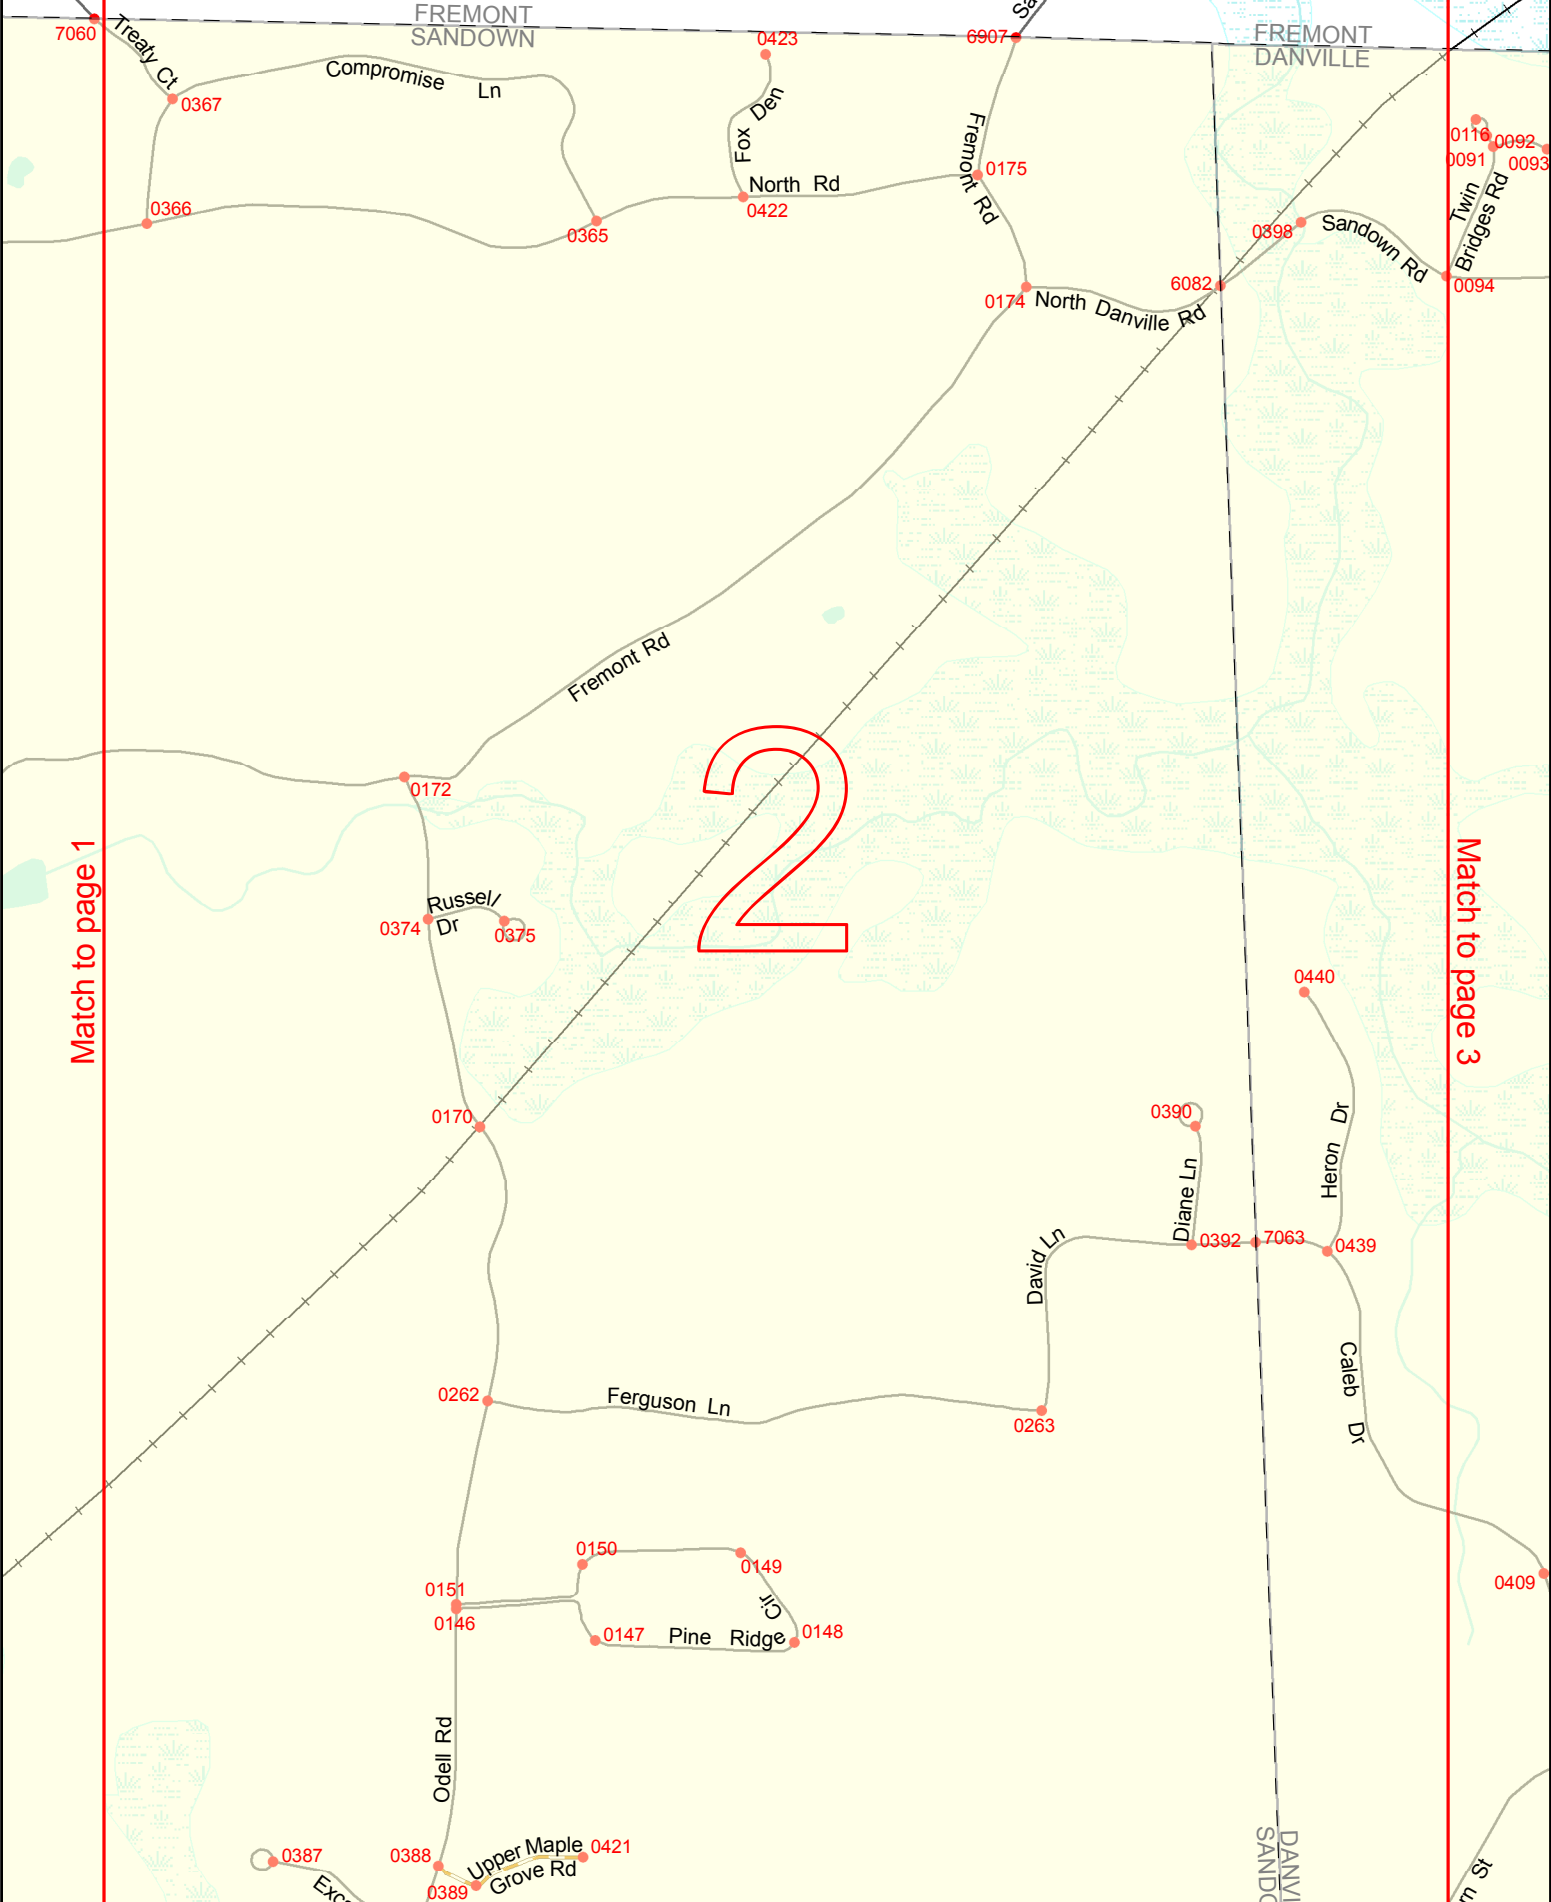 FREMONT
SANDOWN
FREMONT
DANVILLE
7060
Treaty Ct
0367
Compromise Ln
0423
Fox Den
6907
Fremont Rd
0175
North Rd
0422
0366
0365
0174
North Danville Rd
6082
0398
Sandown Rd
0116
0092
0091
0093
Twin
Bridges Rd
0094
Fremont Rd
0172
2
Match to page 1
Match to page 3
Russell
Dr
0374
0375
0440
0170
0390
Heron Dr
Diane Ln
0392
7063
0439
David Ln
Caleb Dr
0262
Ferguson Ln
0263
0150
0149
Cir
0151
0146
0147
Pine Ridge
0148
0409
Odell Rd
0387
0388
Upper Maple
Grove Rd
0421
0389